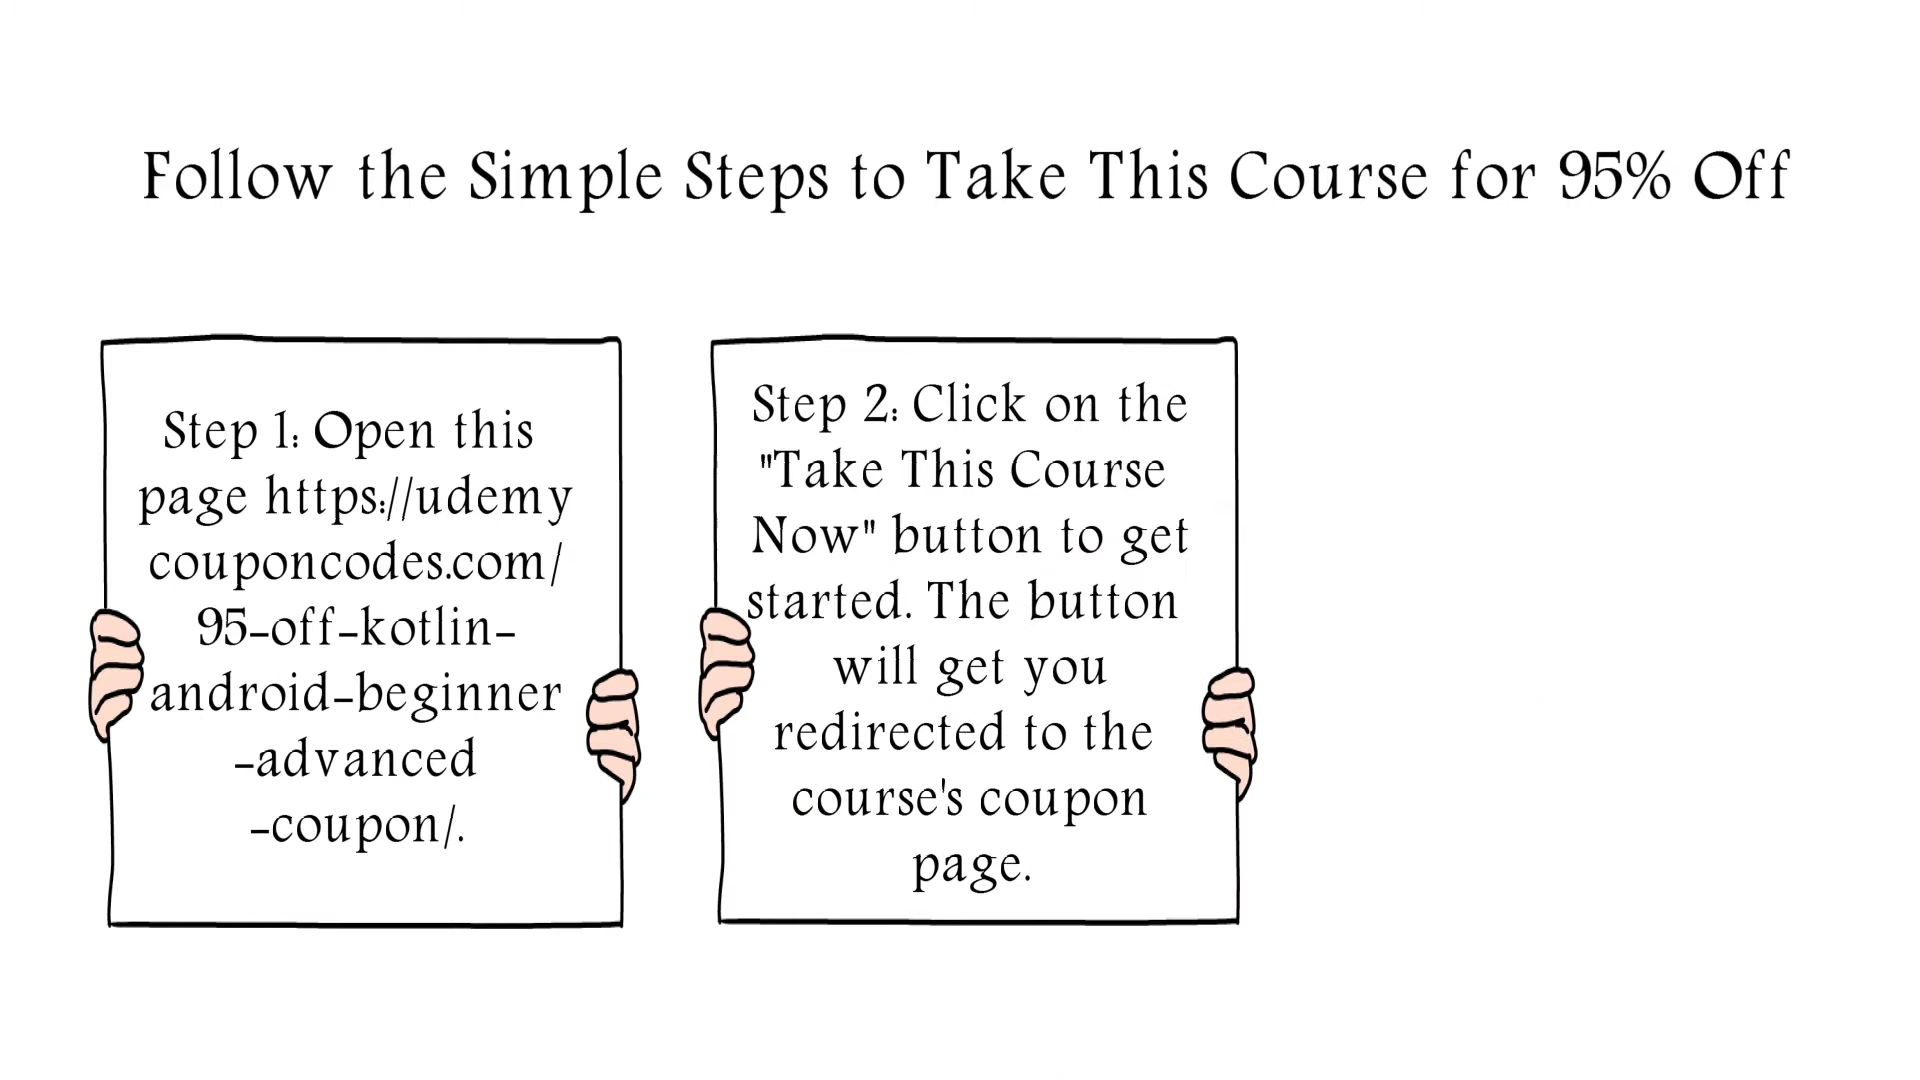 Follow the Simple Steps to Take This Course for 95% Off
Step 1: Open this
page https://udemy
couponcodes.com/
95-off-kotlin-
android-beginner
-advanced
-coupon/.
Step 2: Click on the
"Take This Course
Now" button to get
started. The button
will get you
redirected to the
course's coupon
page.